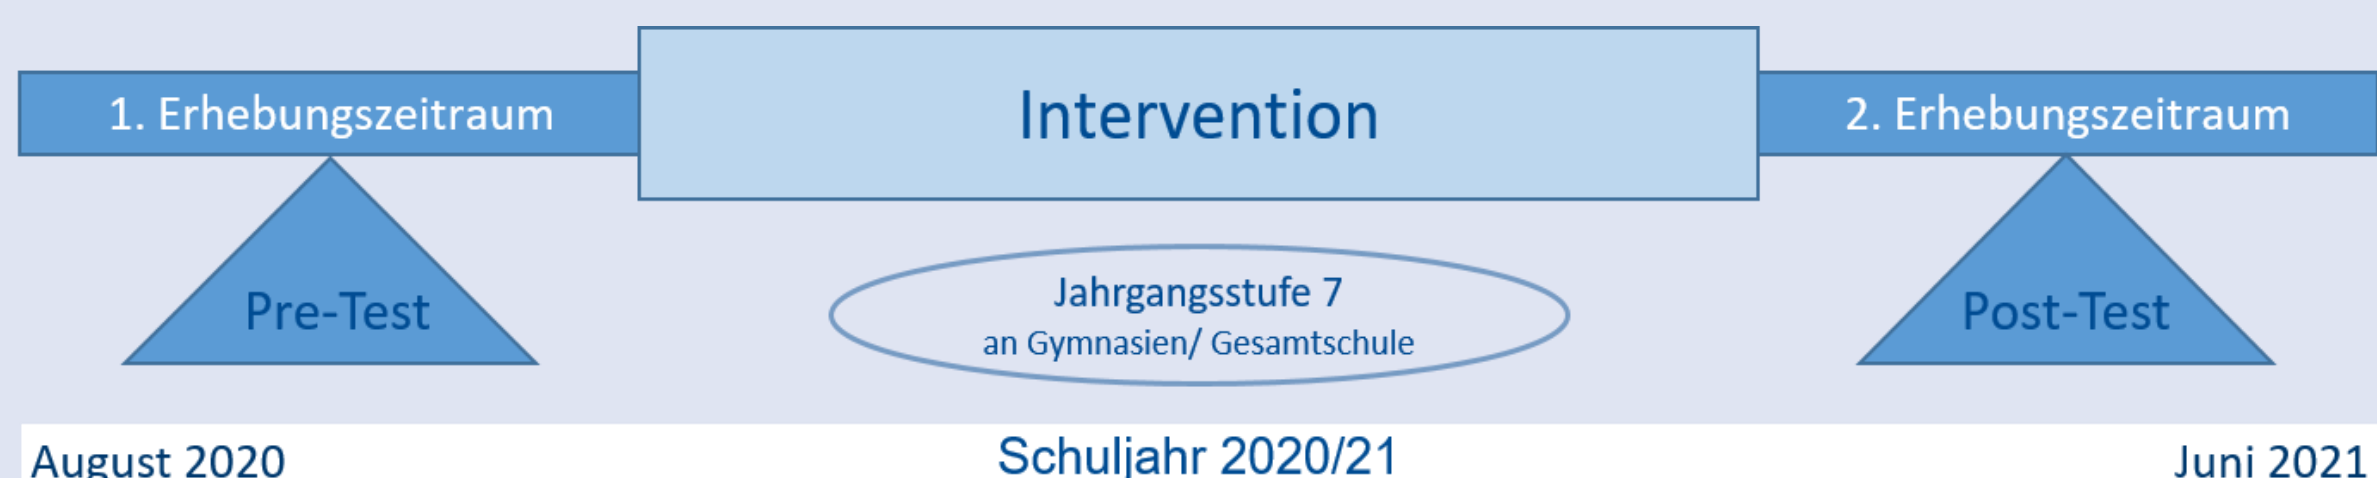 1. Erhebungszeitraum
Intervention
2. Erhebungszeitraum
Pre-Test
Jahrgangsstufe 7
an Gymnasien/ Gesamtschule
Post-Test
August 2020
Schuljahr 2020/21
Juni 2021